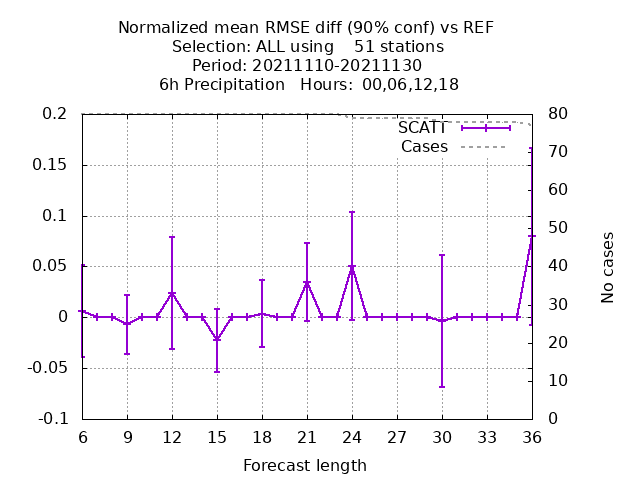 Normalized mean RMSE diff (90% conf) vs REF
Selection: ALL using    51 stations
Period: 20211110-20211130
6h Precipitation   Hours:  00,06,12,18
SCATT
Cases
0.2
0.15
0.1
0.05
0
-0.05
-0.1
80
70
60
50
40
30
20
10
0
No cases
6 9 12 15 18 21 24 27 30 33 36
Forecast length